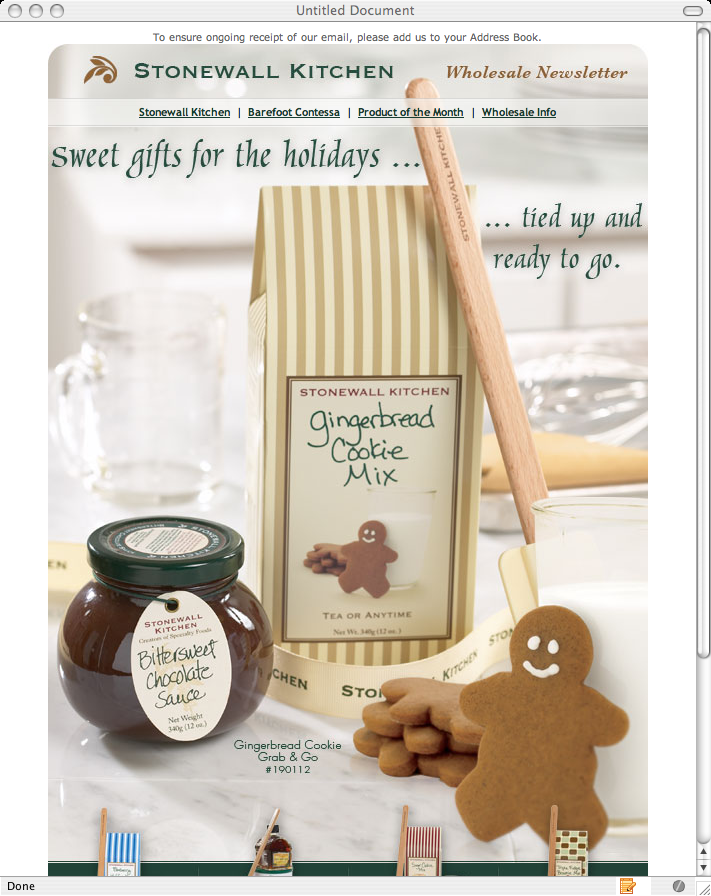 Untitled Document
To ensure ongoing receipt of our email, please add us to your Address Book.
STONEWALL KITCHEN
Wholesale Newsletter
Stonewall Kitchen | Barefoot Contessa | Product of the Month | Wholesale Info
Sweet gifts for the holidays ...
... tied up and
ready to go.
STONEWALL KITCHEN
STONEWALL KITCHEN
Gingerbread
Cookie
Mix
TEA OR ANYTIME
Net Wt. 340g (12 oz.)
STONEWALL
KITCHEN
Creators of Specialty Foods
Bittersweet
Chocolate
Sauce
Net Weight
340g (12 oz.)
EN
CHEN
STO
KITCHEN
STON
Gingerbread Cookie
Grab & Go
#190112
Done